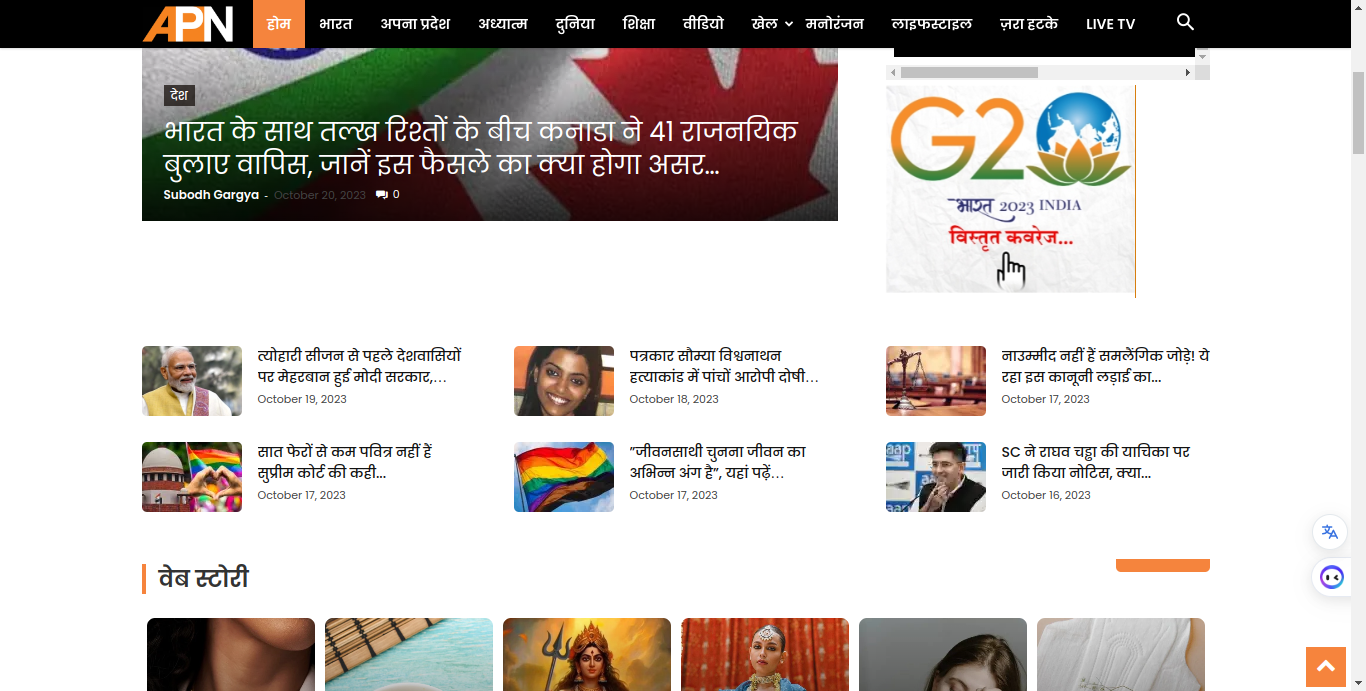 APN
होम भारत अपना प्रदेश अध्यात्म दुनिया शिक्षा वीडियो खेल मनोरंजन लाइफस्टाइल ज़रा हटके LIVE TV
देश
भारत के साथ तल्ख रिश्तों के बीच कनाडा ने 41 राजनयिक
बुलाए वापिस, जानें इस फैसले का क्या होगा असर...
Subodh Gargya - October 20, 2023 0
G20
भारत 2023 INDIA
विस्तृत कवरेज...
त्योहारी सीजन से पहले देशवासियों
पर मेहरबान हुई मोदी सरकार,...
October 19, 2023
पत्रकार सौम्या विश्वनाथन
हत्याकांड में पांचों आरोपी दोषी...
October 18, 2023
नाउम्मीद नहीं हैं समलैंगिक जोड़े! ये
रहा इस कानूनी लड़ाई का...
October 17, 2023
सात फेरों से कम पवित्र नहीं हैं
सुप्रीम कोर्ट की कही...
October 17, 2023
“जीवनसाथी चुनना जीवन का
अभिन्न अंग है”, यहां पढ़ें...
October 17, 2023
aap
aap
SC ने राघव चड्ढा की याचिका पर
जारी किया नोटिस, क्या...
October 16, 2023
वेब स्टोरी